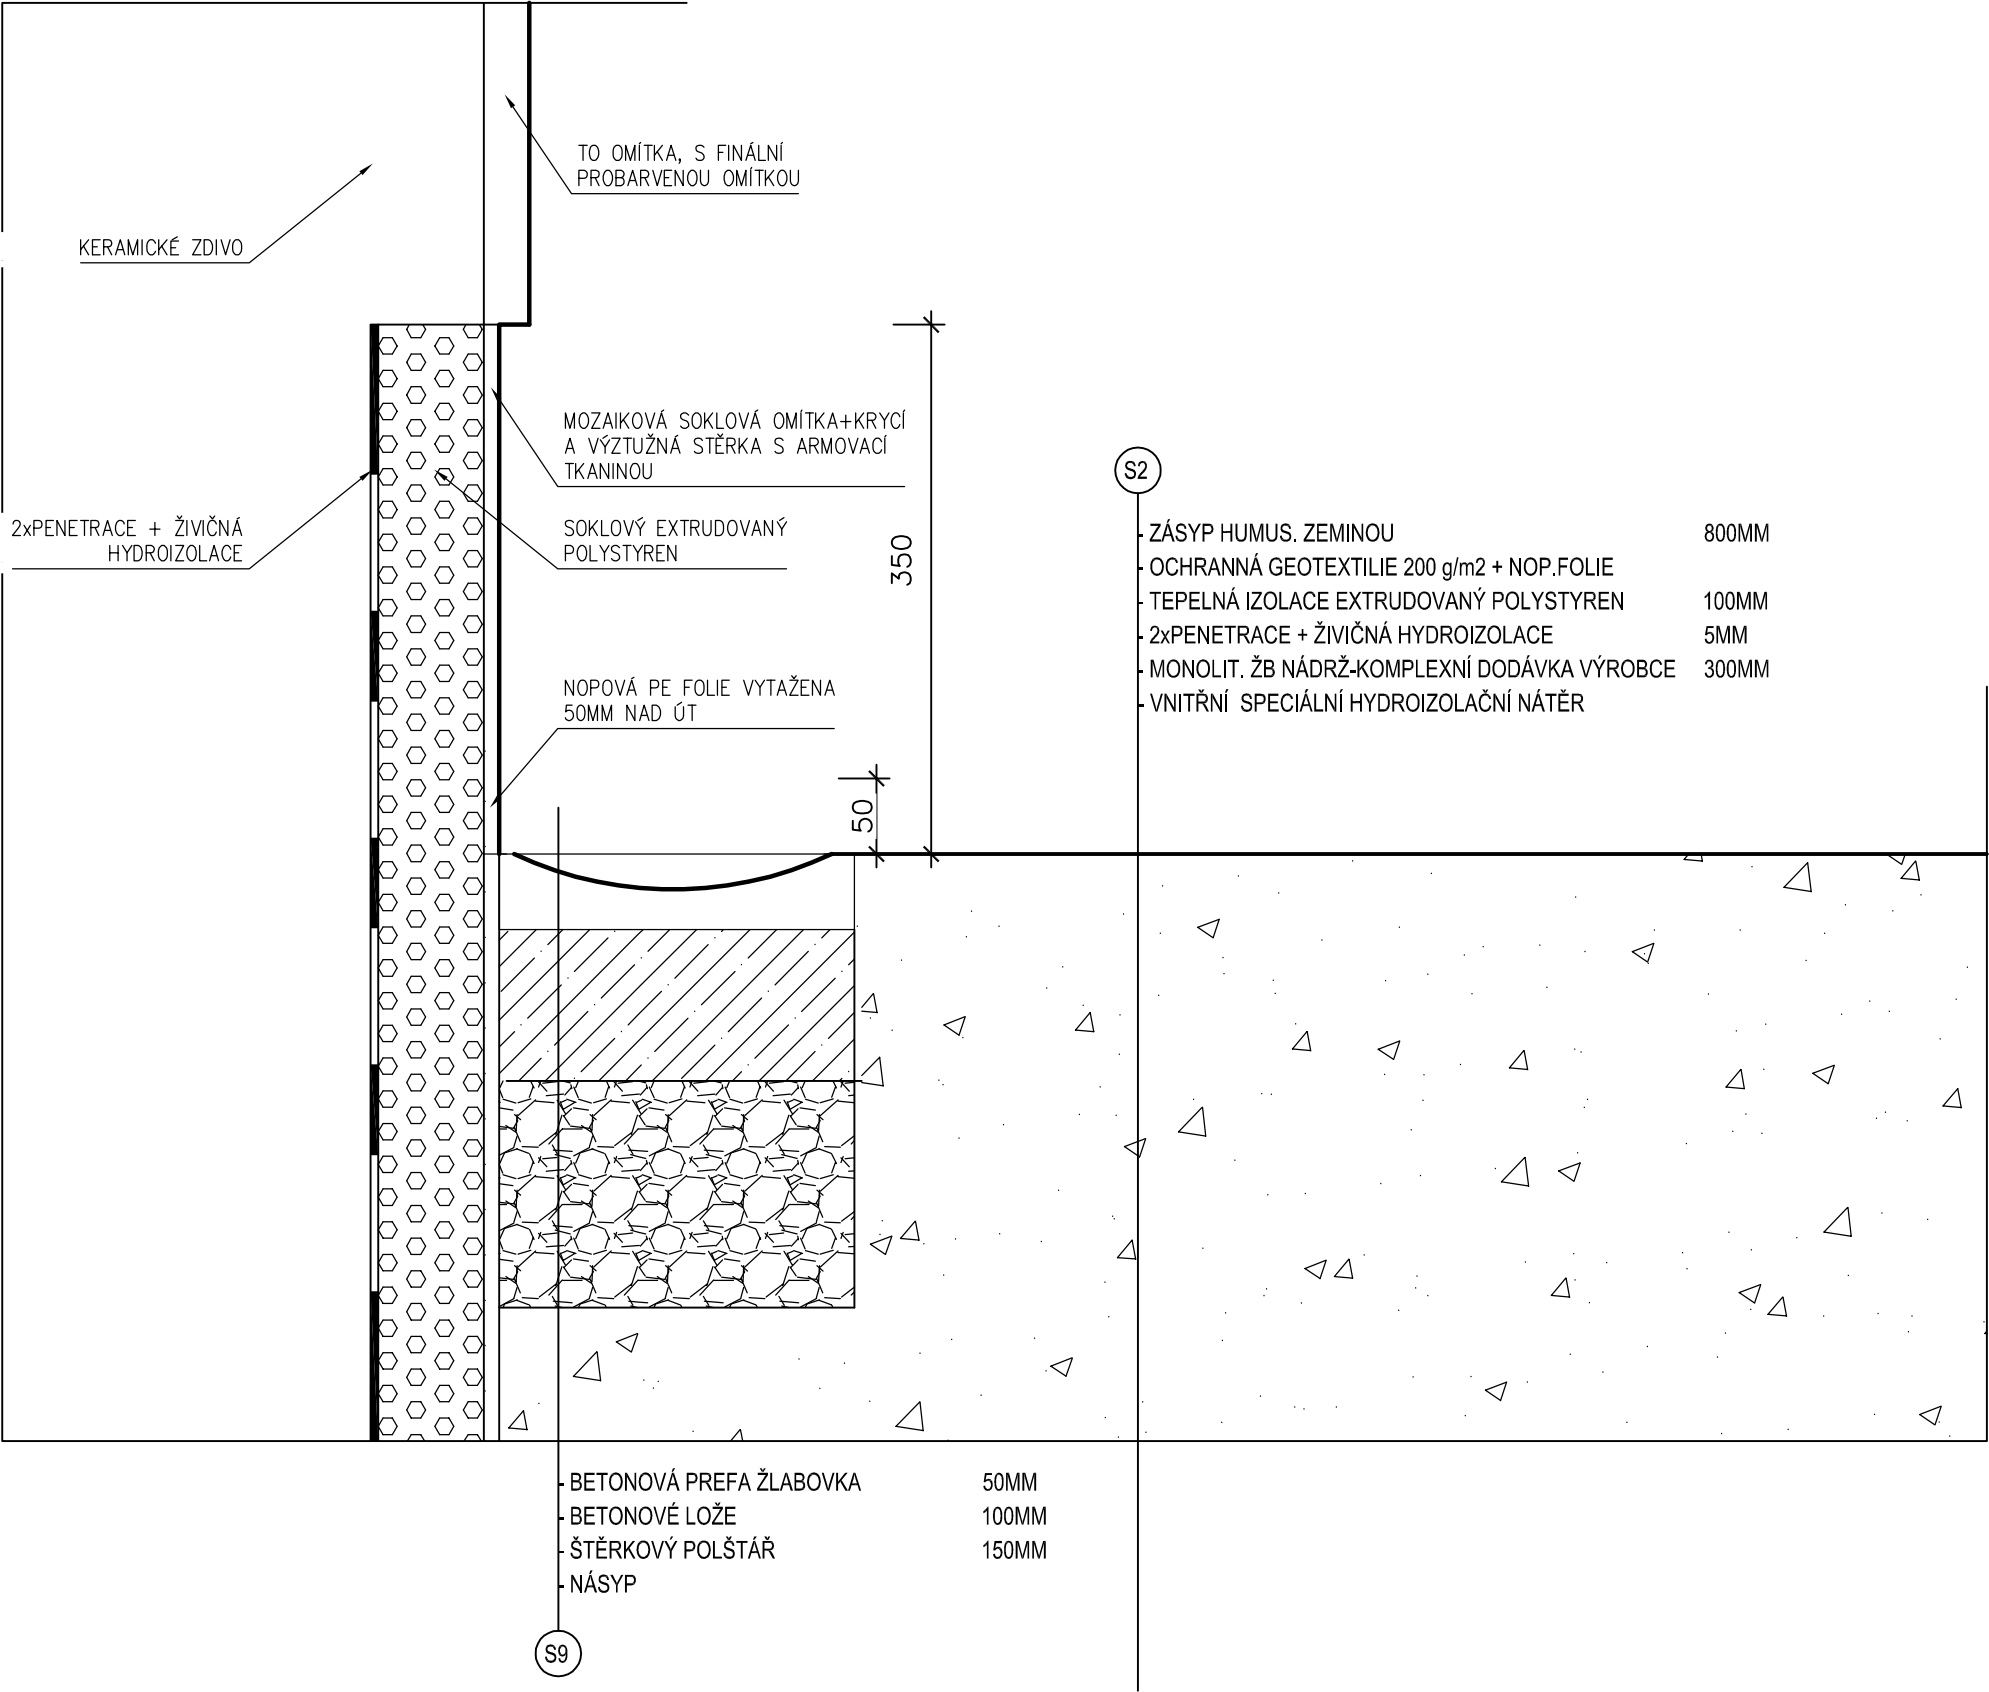 TO OMÍTKA, S FINÁLNÍ
PROBARVENOU OMÍTKOU
KERAMICKÉ ZDIVO
MOZAIKOVÁ SOKLOVÁ OMÍTKA+KRYCÍ
A VÝZTUŽNÁ STĚRKA S ARMOVACÍ
TKANINOU
2xPENETRACE + ŽIVIČNÁ
HYDROIZOLACE
SOKLOVÝ EXTRUDOVANÝ
POLYSTYREN
350
S2
ZÁSYP HUMUS. ZEMINOU 800MM
OCHRANNÁ GEOTEXTILIE 200 g/m2 + NOP.FOLIE
TEPELNÁ IZOLACE EXTRUDOVANÝ POLYSTYREN 100MM
2xPENETRACE + ŽIVIČNÁ HYDROIZOLACE 5MM
MONOLIT. ŽB NÁDRŽ-KOMPLEXNÍ DODÁVKA VÝROBCE 300MM
VNITŘNÍ SPECIÁLNÍ HYDROIZOLAČNÍ NÁTĚR
NOPOVÁ PE FOLIE VYTAŽENA
50MM NAD ÚT
50
BETONOVÁ PREFA ŽLABOVKA 50MM
BETONOVÉ LOŽE 100MM
ŠTĚRKOVÝ POLŠTÁŘ 150MM
NÁSYP
S9